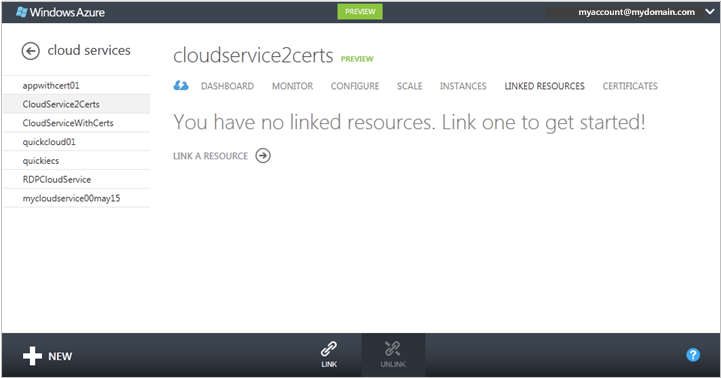 Windows Azure PREVIEW myaccount@mydomain.com
cloud services
appwithcert01
CloudService2Certs
CloudServiceWithCerts
quickcloud01
quickiecs
RDPCloudService
mycloudservice00may15
cloudservice2certs PREVIEW
DASHBOARD MONITOR CONFIGURE SCALE INSTANCES LINKED RESOURCES CERTIFICATES
You have no linked resources. Link one to get started!
LINK A RESOURCE
NEW LINK UNLINK ?